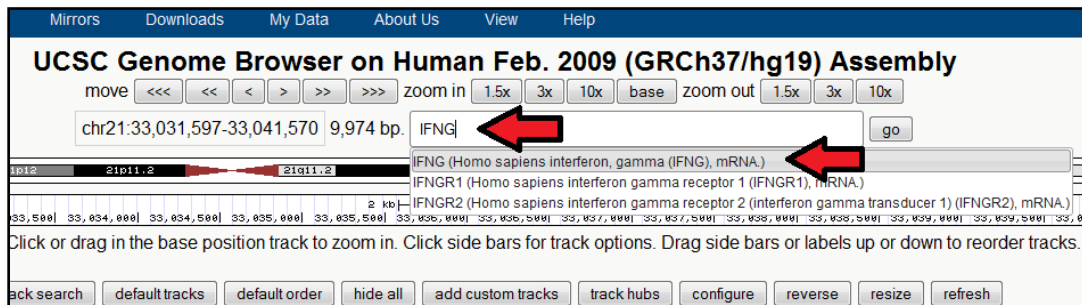 Mirrors Downloads My Data About Us View Help
UCSC Genome Browser on Human Feb. 2009 (GRCh37/hg19) Assembly
move <<< << < > >> >>> zoom in 1.5x 3x 10x base zoom out 1.5x 3x 10x
chr21:33,031,597-33,041,570 9,974 bp. IFNG go
IFNG (Homo sapiens interferon, gamma (IFNG), mRNA.)
1p12 21p11.2 21q11.2
IFNGR1 (Homo sapiens interferon gamma receptor 1 (IFNGR1), mRNA.)
2 kb
IFNGR2 (Homo sapiens interferon gamma receptor 2 (interferon gamma transducer 1) (IFNGR2), mRNA.)
33,500| 33,034,000| 33,034,500| 33,035,000| 33,035,500| 33,036,000| 33,036,500| 33,037,000| 33,037,500| 33,038,000| 33,038,500| 33,039,000| 33,039,500|
Click or drag in the base position track to zoom in. Click side bars for track options. Drag side bars or labels up or down to reorder tracks.
ack search default tracks default order hide all add custom tracks track hubs configure reverse resize refresh